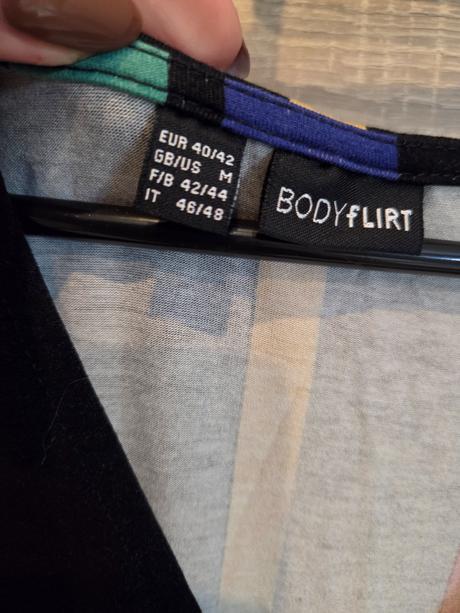 EUR 40/42
GB/US M
F/B 42/44
IT 46/48
BODYfLIRT